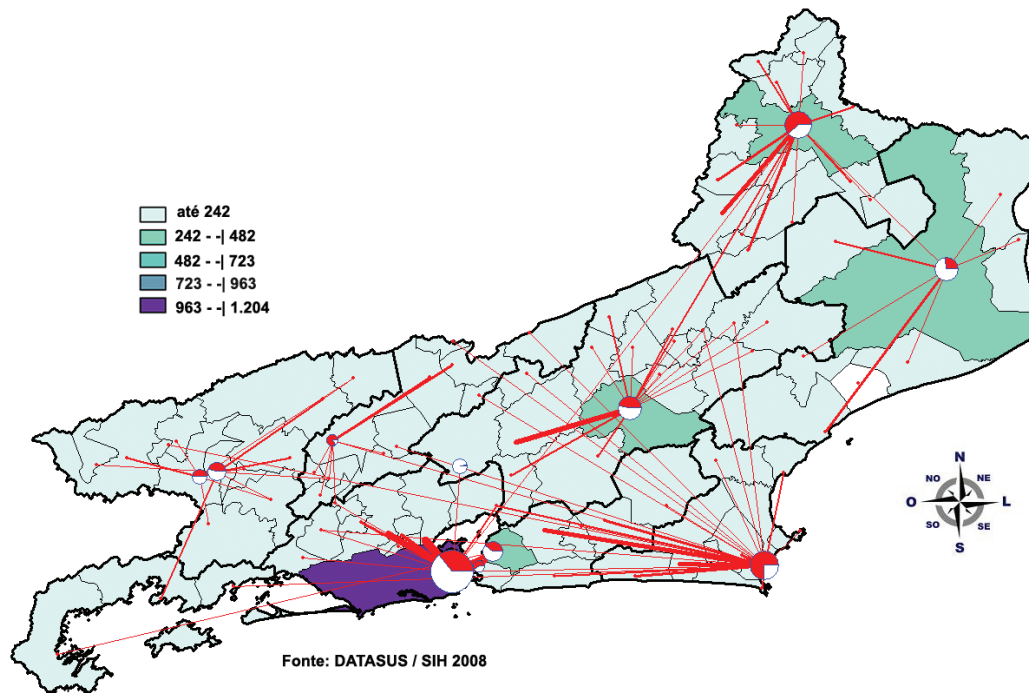 até 242
242 - -| 482
482 - -| 723
723 - -| 963
963 - -| 1.204
N
NO NE
O L
SO SE
S
Fonte: DATASUS / SIH 2008